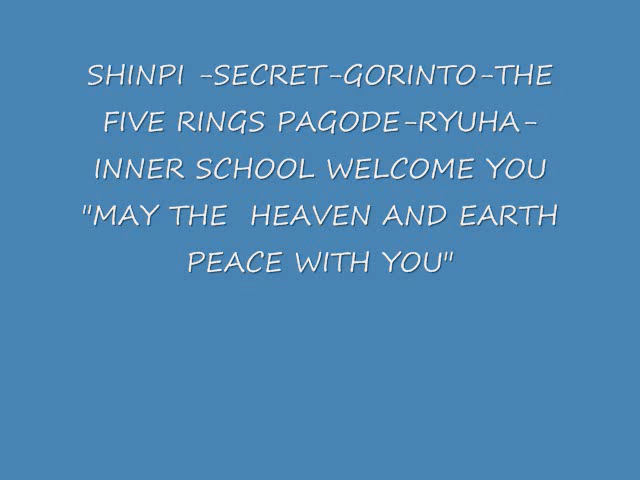 SHINPI -SECRET-GORINTO-THE
FIVE RINGS PAGODE-RYUHA-
INNER SCHOOL WELCOME YOU
"MAY THE  HEAVEN AND EARTH
PEACE WITH YOU"